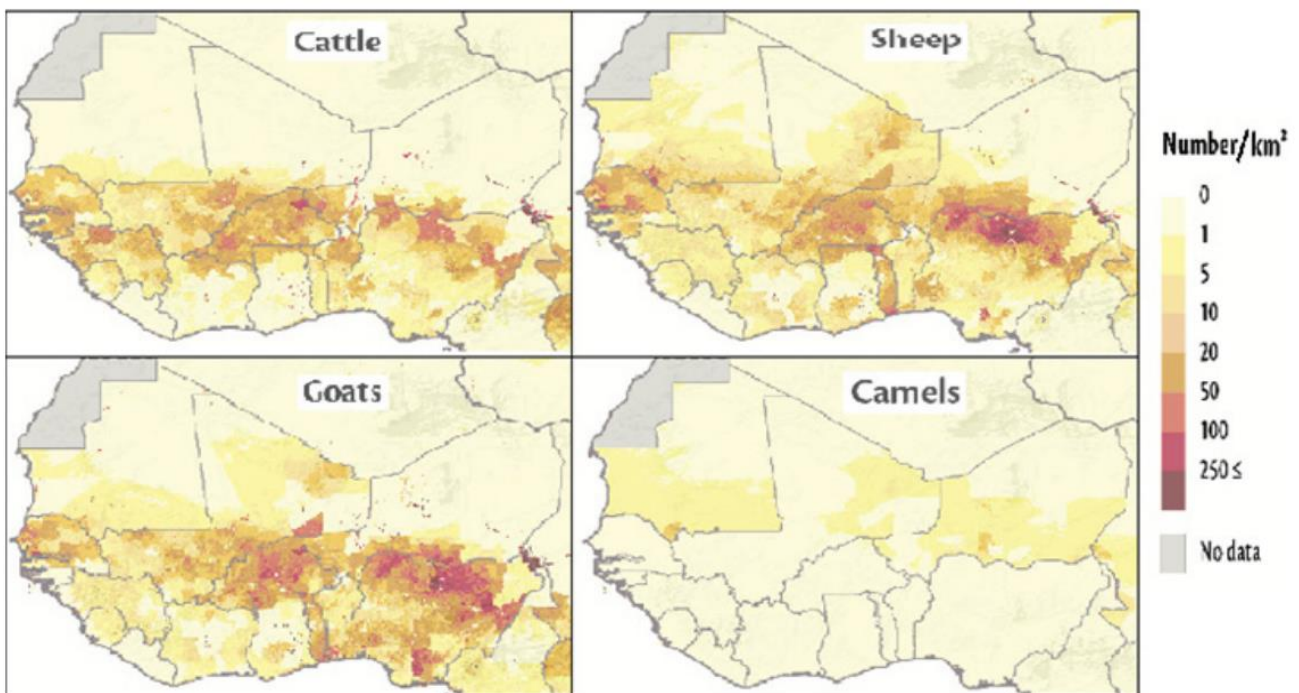 Cattle
Sheep
Goats
Camels
Number/km²
0
1
5
10
20
50
100
250 ≤
No data